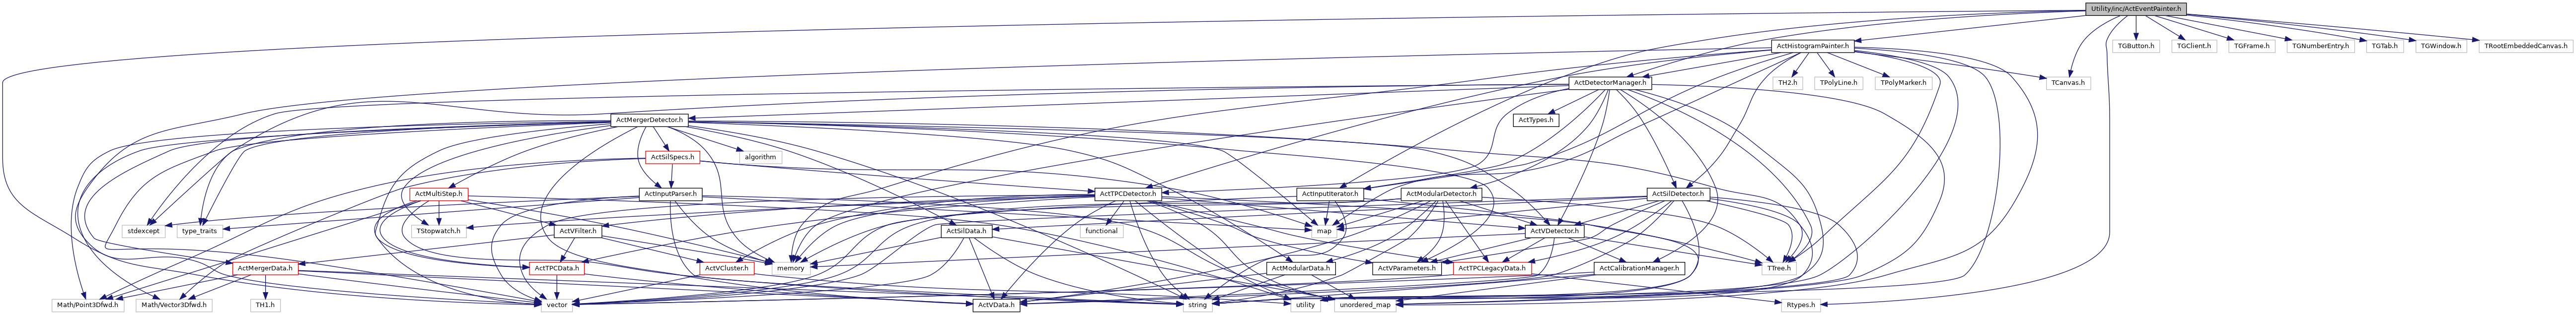 Utility/inc/ActEventPainter.h
ActHistogramPainter.h
TGButton.h
TGClient.h
TGFrame.h
TGNumberEntry.h
TGTab.h
TGWindow.h
TRootEmbeddedCanvas.h
ActDetectorManager.h
TH2.h
TPolyLine.h
TPolyMarker.h
TCanvas.h
ActMergerDetector.h
ActTypes.h
ActSilSpecs.h
algorithm
ActMultiStep.h
ActInputParser.h
ActTPCDetector.h
ActInputIterator.h
ActModularDetector.h
ActSilDetector.h
stdexcept
type_traits
TStopwatch.h
ActVFilter.h
ActSilData.h
functional
map
ActVDetector.h
ActMergerData.h
ActTPCData.h
ActVCluster.h
memory
ActModularData.h
ActVParameters.h
ActTPCLegacyData.h
ActCalibrationManager.h
TTree.h
Math/Point3Dfwd.h
Math/Vector3Dfwd.h
TH1.h
vector
ActVData.h
string
utility
unordered_map
Rtypes.h